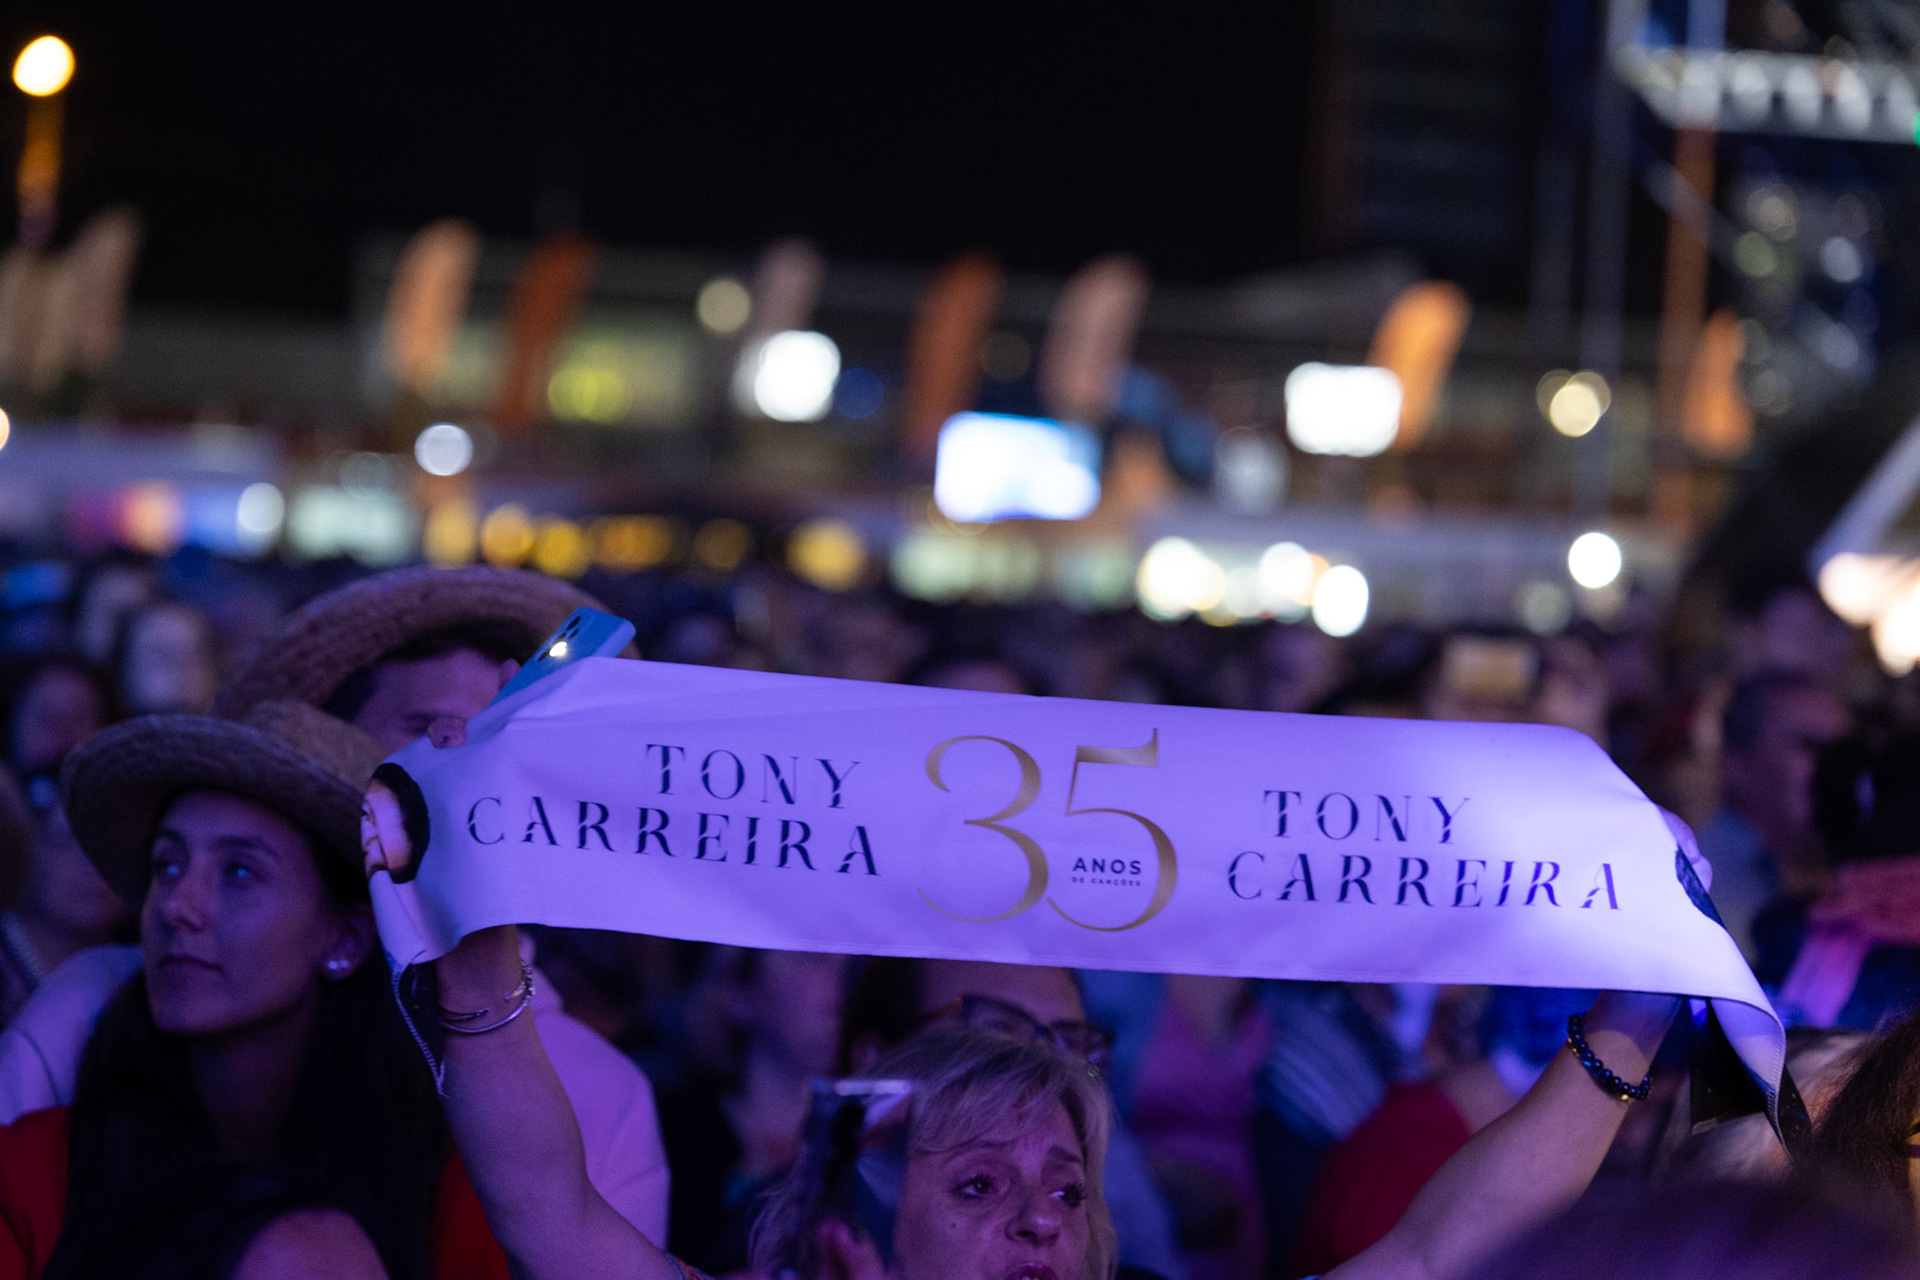 TONY
CARREIRA
35
ANOS
DE CANÇÕES
TONY
CARREIRA